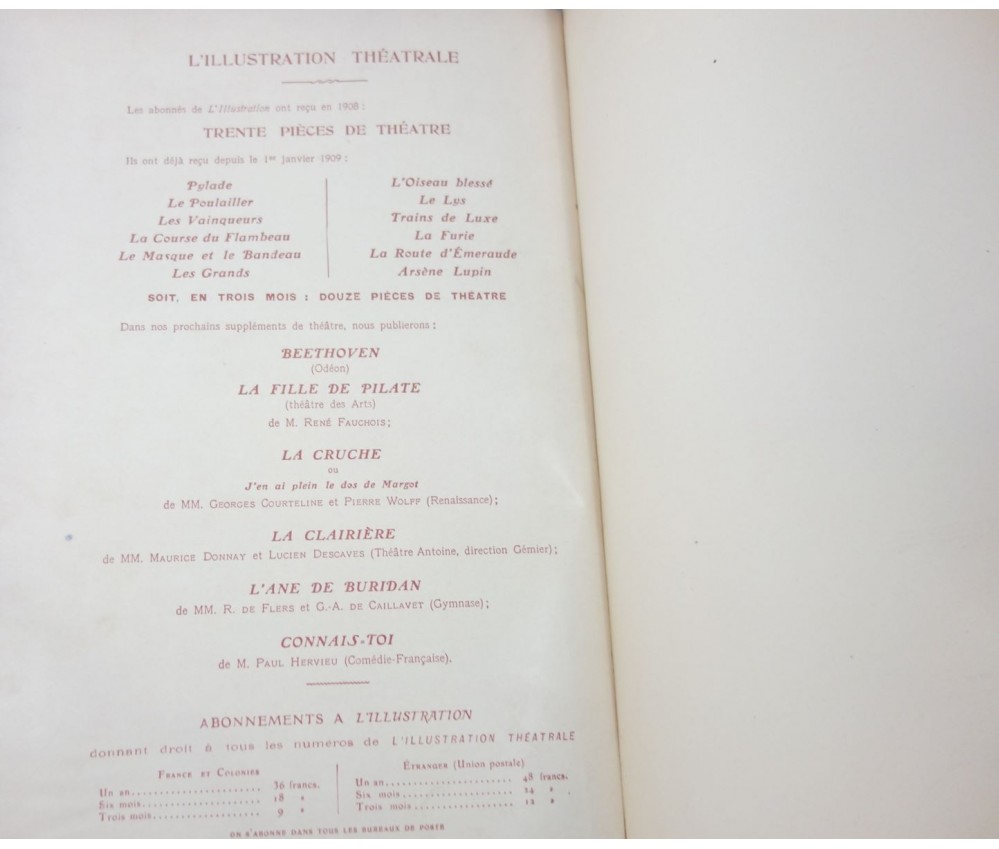 L'ILLUSTRATION THÉATRALE
Les abonnés de L'Illustration ont reçu en 1908 :
TRENTE PIÈCES DE THÉATRE
Ils ont déjà reçu depuis le 1er janvier 1909 :
Pylade
Le Poulailler
Les Vainqueurs
La Course du Flambeau
Le Masque et le Bandeau
Les Grands
L'Oiseau blessé
Le Lys
Trains de Luxe
La Furie
La Route d'Émeraude
Arsène Lupin
SOIT, EN TROIS MOIS : DOUZE PIÈCES DE THÉATRE
Dans nos prochains suppléments de théâtre, nous publierons :
BEETHOVEN
(Odéon)
LA FILLE DE PILATE
(théâtre des Arts)
de M. RENÉ FAUCHOIS;
LA CRUCHE
ou
J'en ai plein le dos de Margot
de MM. GEORGES COURTELINE et PIERRE WOLFF (Renaissance);
LA CLAIRIÈRE
de MM. MAURICE DONNAY et LUCIEN DESCAVES (Théâtre Antoine, direction Gémier);
L'ANE DE BURIDAN
de MM. R. DE FLERS et G.-A. DE CAILLAVET (Gymnase);
CONNAIS-TOI
de M. PAUL HERVIEU (Comédie-Française).
ABONNEMENTS A L'ILLUSTRATION
donnant droit à tous les numéros de L'ILLUSTRATION THÉATRALE
FRANCE ET COLONIES
Un an....................... 36 francs.
Six mois..................... 18 »
Trois mois................... 9 »
ÉTRANGER (Union postale)
Un an....................... 48 francs.
Six mois.................... 24 » .
Trois mois.................. 12 »
ON S'ABONNE DANS TOUS LES BUREAUX DE POSTE